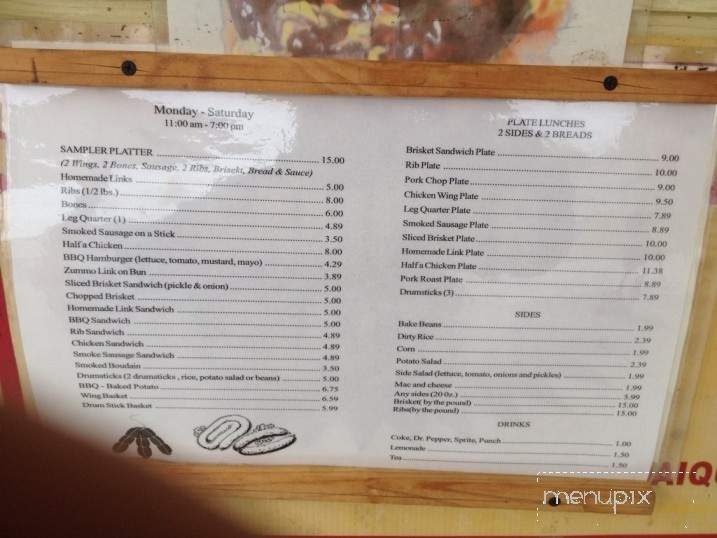 Monday - Saturday
11:00 am - 7:00 pm
SAMPLER PLATTER 15.00
(2 Wings, 2 Bones, Sausage, 2 Ribs, Briseki, Bread & Sauce)
Homemade Links 5.00
Ribs (1/2 lbs.) 8.00
Bones 6.00
Leg Quarter (1) 4.89
Smoked Sausage on a Stick 3.50
Half a Chicken 8.00
BBQ Hamburger (lettuce, tomato, mustard, mayo) 4.29
Zummo Link on Bun 3.89
Sliced Brisket Sandwich (pickle & onion) 5.00
Chopped Brisket 5.00
Homemade Link Sandwich 5.00
BBQ Sandwich 5.00
Rib Sandwich 4.89
Chicken Sandwich 4.89
Smoke Sausage Sandwich 4.89
Smoked Boudain 3.50
Drumsticks (2 drumsticks , rice, potato salad or beans) 5.00
BBQ - Baked Potato 6.75
Wing Basket 6.59
Drum Stick Basket 5.99
PLATE LUNCHES
2 SIDES & 2 BREADS
Brisket Sandwich Plate 9.00
Rib Plate 10.00
Pork Chop Plate 9.00
Chicken Wing Plate 9.50
Leg Quarter Plate 7.89
Smoked Sausage Plate 8.89
Sliced Brisket Plate 10.00
Homemade Link Plate 10.00
Half a Chicken Plate 11.38
Pork Roast Plate 8.89
Drumsticks (3) 7.89
SIDES
Bake Beans 1.99
Dirty Rice 2.39
Corn 1.99
Potato Salad 2.39
Side Salad (lettuce, tomato, onions and pickles) 1.99
Mac and cheese 1.99
Any sides (20 0z.) 5.99
Brisket( by the pound) 15.00
Ribs(by the pound) 15.00
DRINKS
Coke, Dr. Pepper, Sprite, Punch 1.00
Lemonade 1.50
Tea 1.50
AIQU
menupix